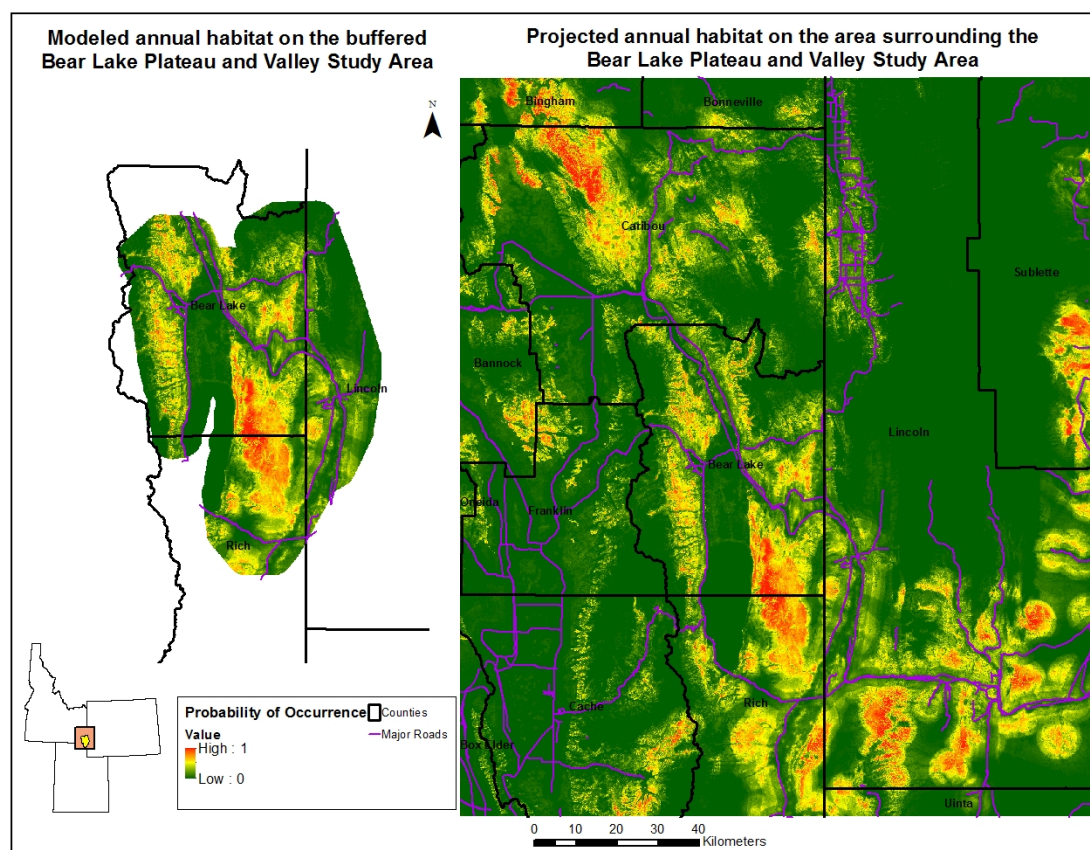 Modeled annual habitat on the buffered
Bear Lake Plateau and Valley Study Area
Projected annual habitat on the area surrounding the
Bear Lake Plateau and Valley Study Area
N
Bear Lake
Lincoln
Rich
Bingham
Bonneville
Caribou
Sublette
Bannock
Lincoln
Bear Lake
Oneida
Franklin
Cache
Rich
Box Elder
Uinta
Probability of Occurrence
Value
High : 1
Low : 0
Counties
Major Roads
0 5 10 20 30 40
Kilometers